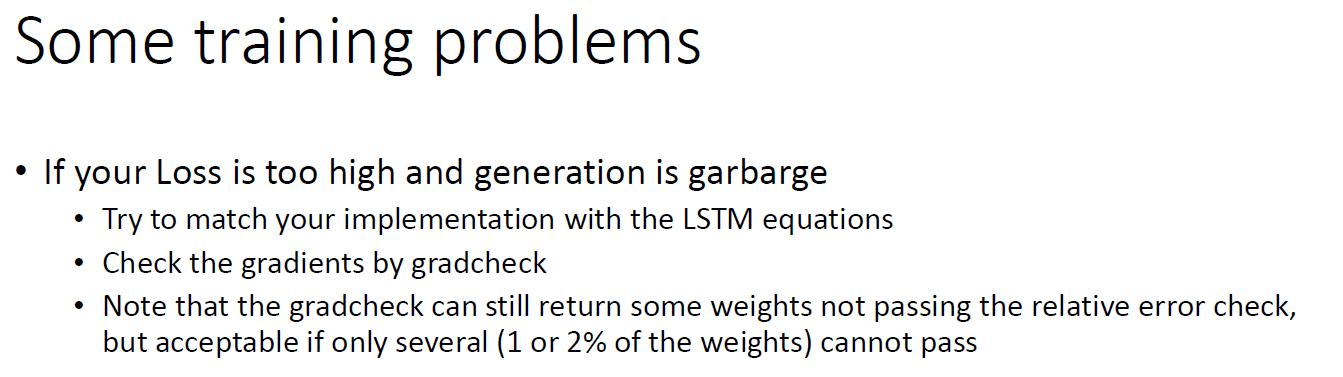 Some training problems
• If your Loss is too high and generation is garbarge
• Try to match your implementation with the LSTM equations
• Check the gradients by gradcheck
• Note that the gradcheck can still return some weights not passing the relative error check,
but acceptable if only several (1 or 2% of the weights) cannot pass